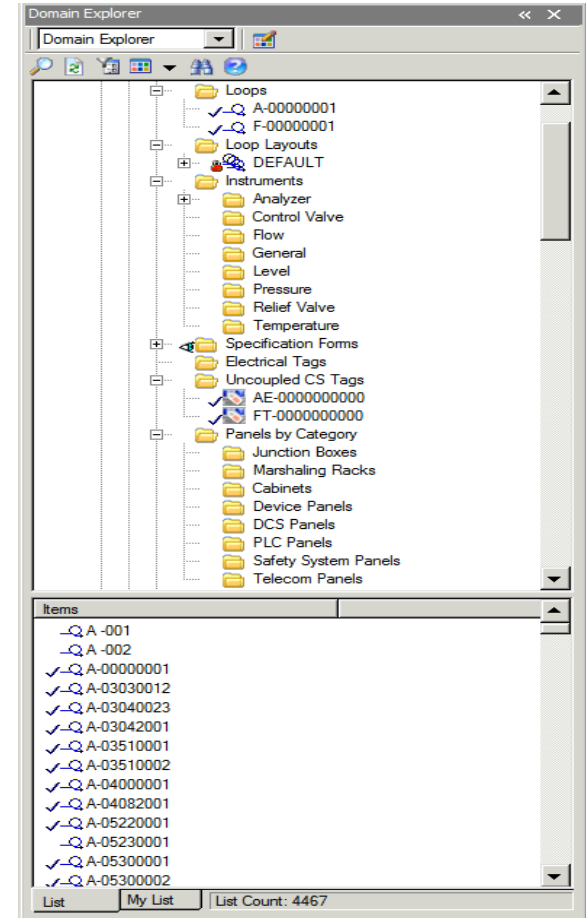 Domain Explorer
Domain Explorer
Loops
A-00000001
F-00000001
Loop Layouts
DEFAULT
Instruments
Analyzer
Control Valve
Flow
General
Level
Pressure
Relief Valve
Temperature
Specification Forms
Electrical Tags
Uncoupled CS Tags
AE-0000000000
FT-0000000000
Panels by Category
Junction Boxes
Marshaling Racks
Cabinets
Device Panels
DCS Panels
PLC Panels
Safety System Panels
Telecom Panels
Items
A -001
A -002
A-00000001
A-03030012
A-03040023
A-03042001
A-03510001
A-03510002
A-04000001
A-04082001
A-05220001
A-05230001
A-05300001
A-05300002
List My List List Count: 4467